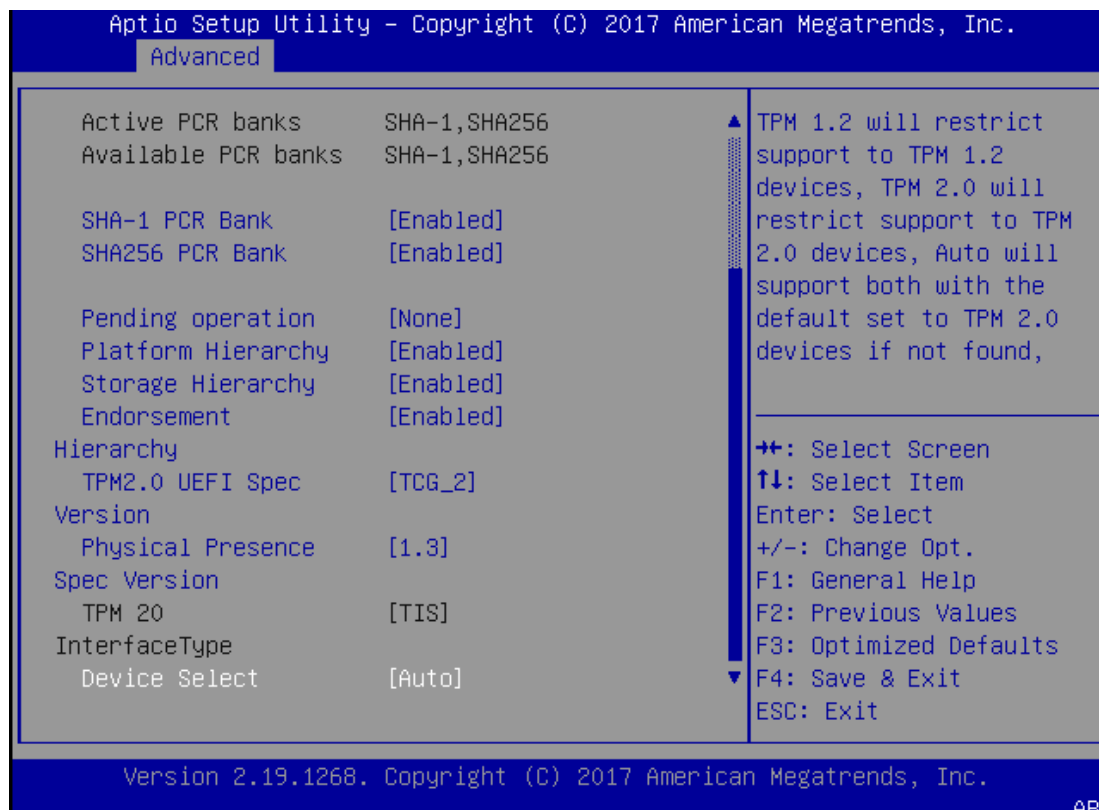 Aptio Setup Utility – Copyright (C) 2017 American Megatrends, Inc.
Advanced
Active PCR banks SHA-1,SHA256
Available PCR banks SHA-1,SHA256
SHA-1 PCR Bank [Enabled]
SHA256 PCR Bank [Enabled]
Pending operation [None]
Platform Hierarchy [Enabled]
Storage Hierarchy [Enabled]
Endorsement [Enabled]
Hierarchy
TPM2.0 UEFI Spec [TCG_2]
Version
Physical Presence [1.3]
Spec Version
TPM 20 [TIS]
InterfaceType
Device Select [Auto]
TPM 1.2 will restrict
support to TPM 1.2
devices, TPM 2.0 will
restrict support to TPM
2.0 devices, Auto will
support both with the
default set to TPM 2.0
devices if not found,
→←: Select Screen
↑↓: Select Item
Enter: Select
+/-: Change Opt.
F1: General Help
F2: Previous Values
F3: Optimized Defaults
F4: Save & Exit
ESC: Exit
Version 2.19.1268. Copyright (C) 2017 American Megatrends, Inc.